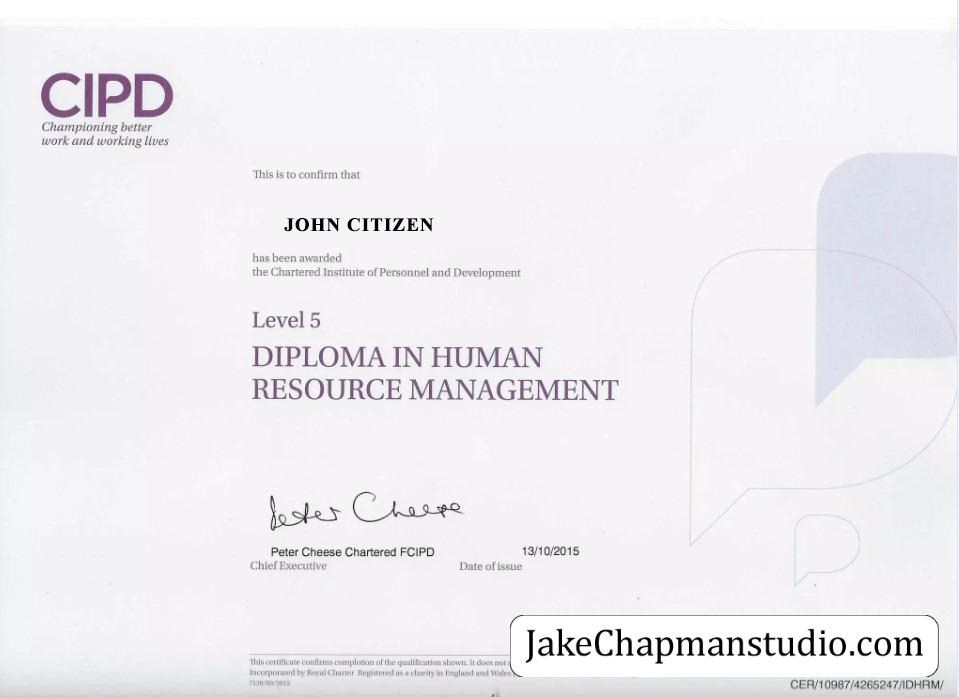 CIPD
Championing better
work and working lives
This is to confirm that
JOHN CITIZEN
has been awarded
the Chartered Institute of Personnel and Development
Level 5
DIPLOMA IN HUMAN
RESOURCE MANAGEMENT
Peter Cheese
Peter Cheese Chartered FCIPD
13/10/2015
Chief Executive
Date of issue
This certificate confirms completion of the qualification shown. It does not
Incorporated by Royal Charter Registered as a charity in England and Wales
7120/09/2015
JakeChapmanstudio.com
CER/10987/4265247/IDHRM/